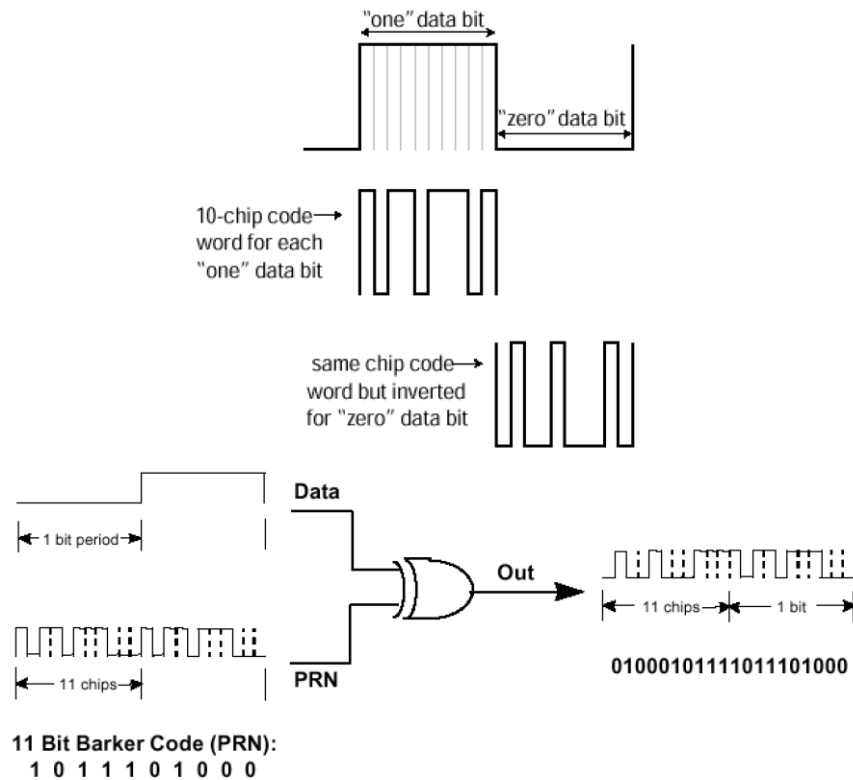 “one” data bit
“zero” data bit
10-chip code
word for each
“one” data bit
same chip code
word but inverted
for “zero” data bit
Data
1 bit period
Out
11 chips
1 bit
11 chips
PRN
01000101111011101000
11 Bit Barker Code (PRN):
1 0 1 1 1 0 1 0 0 0